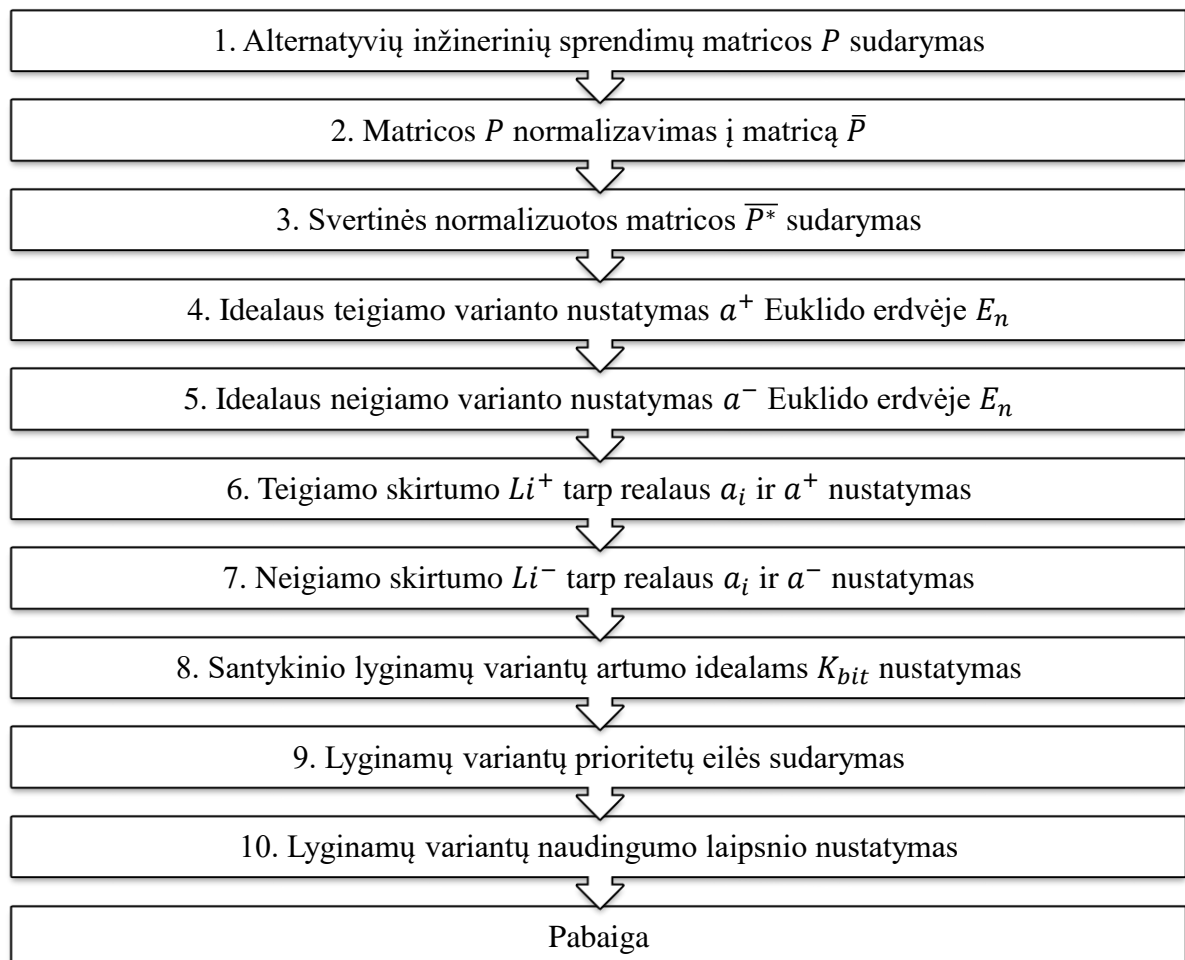 1. Alternatyvių inžinerinių sprendimų matricos P sudarymas
2. Matricos P normalizavimas į matricą P̄
3. Svertinės normalizuotos matricos \overline{P^*} sudarymas
4. Idealaus teigiamo varianto nustatymas a⁺ Euklido erdvėje Eₙ
5. Idealaus neigiamo varianto nustatymas a⁻ Euklido erdvėje Eₙ
6. Teigiamo skirtumo Li⁺ tarp realaus aᵢ ir a⁺ nustatymas
7. Neigiamo skirtumo Li⁻ tarp realaus aᵢ ir a⁻ nustatymas
8. Santykinio lyginamų variantų artumo idealams K_{bit} nustatymas
9. Lyginamų variantų prioritetų eilės sudarymas
10. Lyginamų variantų naudingumo laipsnio nustatymas
Pabaiga